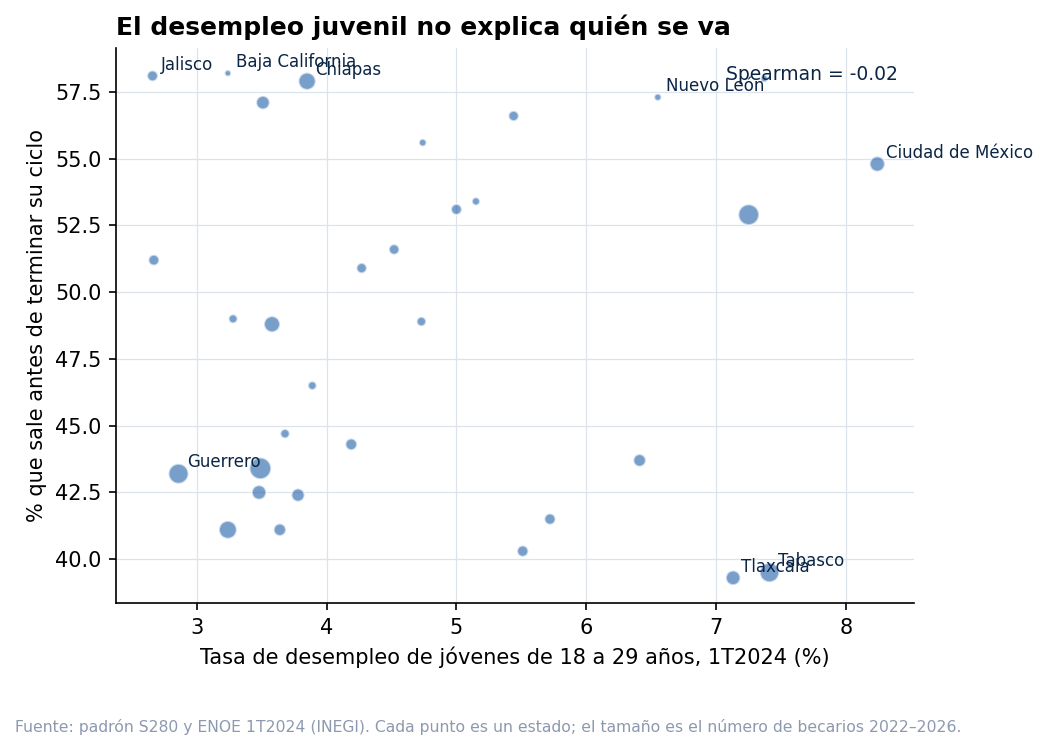 El desempleo juvenil no explica quién se va
Jalisco
Baja California
Chiapas
Nuevo León
Spearman = -0.02
Ciudad de México
Guerrero
Tabasco
Tlaxcala
57.5
55.0
52.5
50.0
47.5
45.0
42.5
40.0
% que sale antes de terminar su ciclo
3 4 5 6 7 8
Tasa de desempleo de jóvenes de 18 a 29 años, 1T2024 (%)
Fuente: padrón S280 y ENOE 1T2024 (INEGI). Cada punto es un estado; el tamaño es el número de becarios 2022–2026.